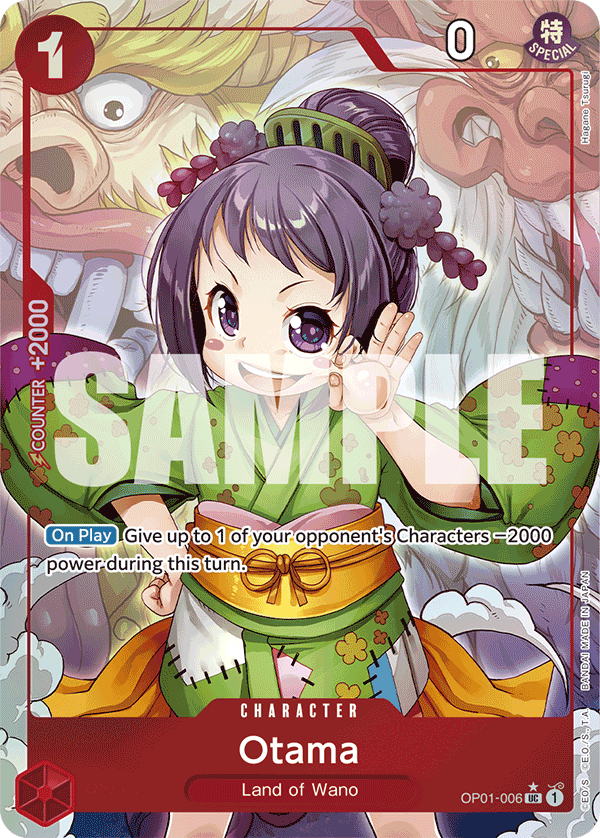 1
0
特
SPECIAL
Hagane Tsurugi
COUNTER +2000
SAMPLE
On Play Give up to 1 of your opponent's Characters −2000
power during this turn.
CHARACTER
Otama
Land of Wano
OP01-006 UC 1
©E.O./S. ©E.O./S.,T.A. BANDAI MADE IN JAPAN